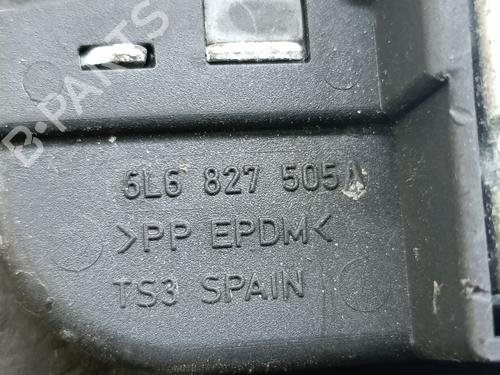 B-PARTS
6L6 827 505A
>PP EPDM<
TS3 SPAIN